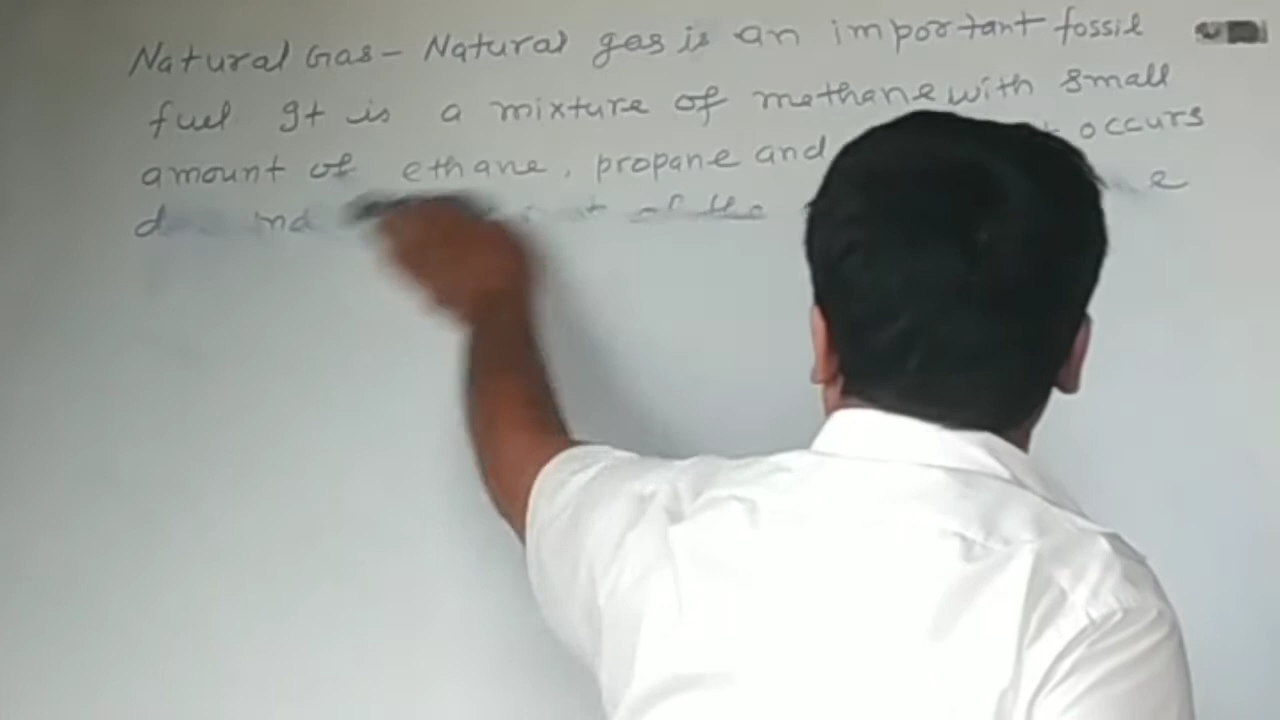 Natural Gas - Natural gas is an important fossil
fuel It is a mixture of methane with small
amount of ethane, propane and occurs
of the